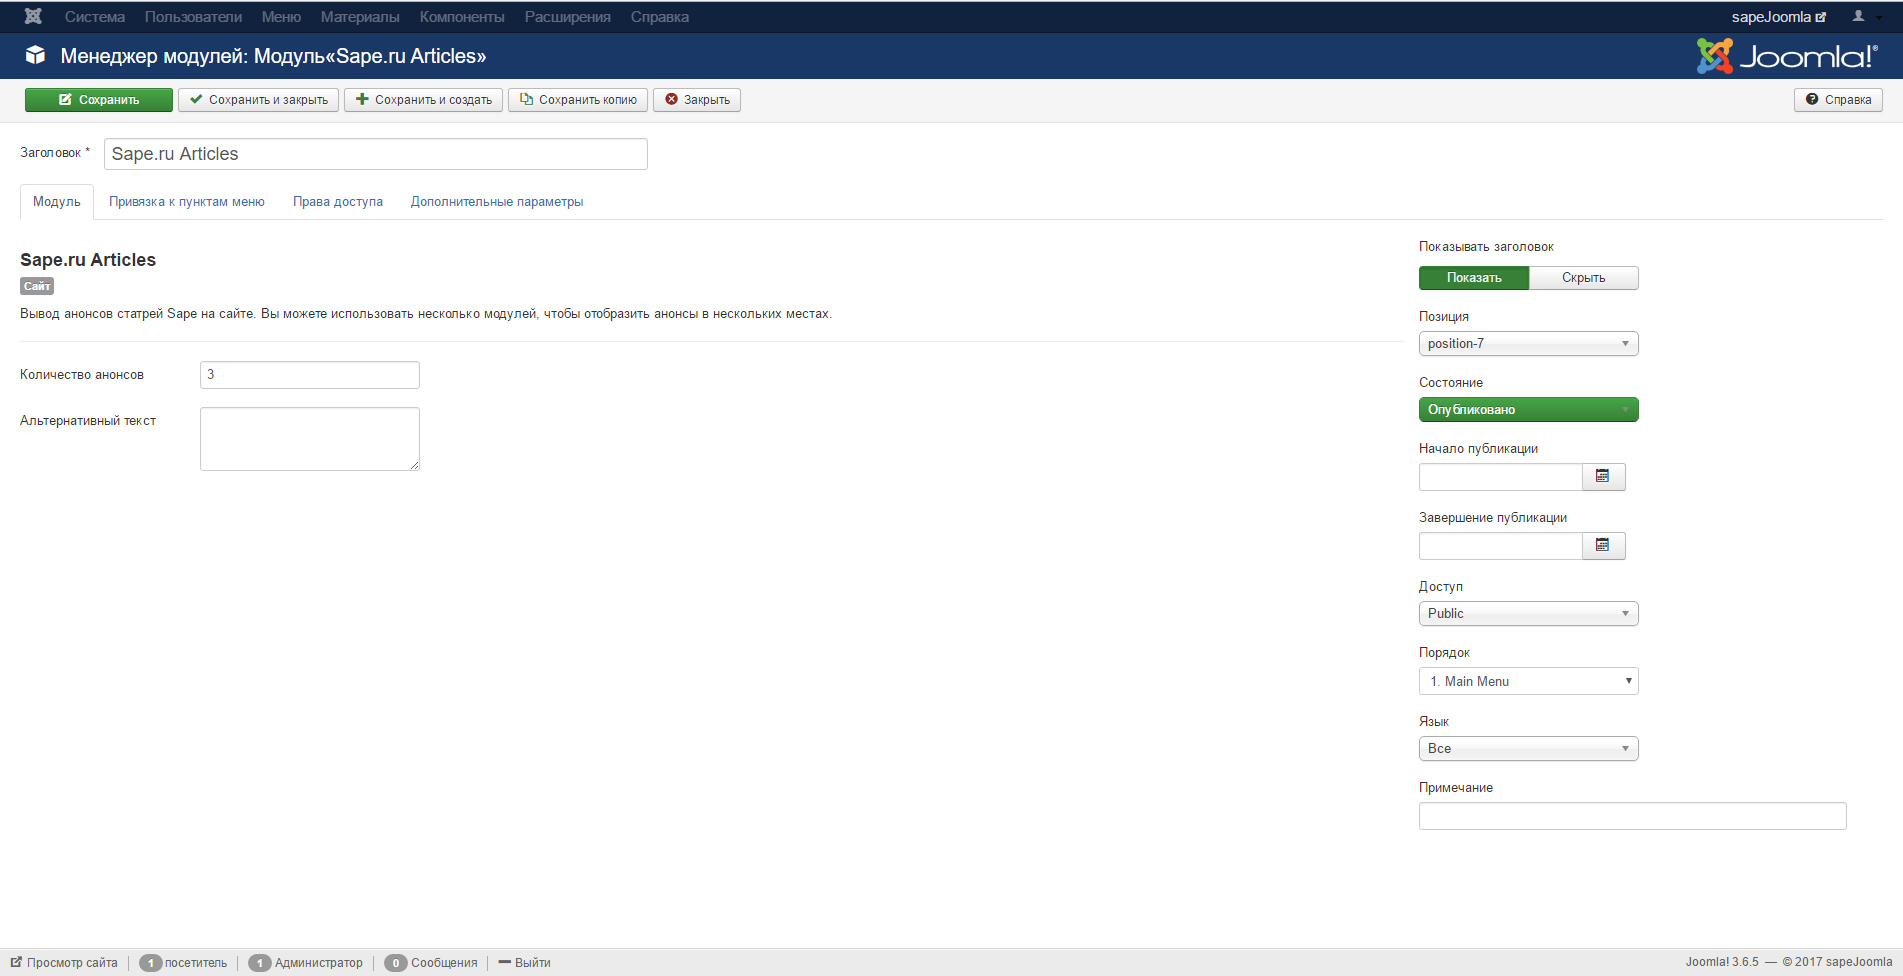 Система Пользователи Меню Материалы Компоненты Расширения Справка sapeJoomla
Менеджер модулей: Модуль«Sape.ru Articles» Joomla!®
Сохранить Сохранить и закрыть Сохранить и создать Сохранить копию Закрыть Справка
Заголовок * Sape.ru Articles
Модуль Привязка к пунктам меню Права доступа Дополнительные параметры
Sape.ru Articles
Сайт
Вывод анонсов статрей Sape на сайте. Вы можете использовать несколько модулей, чтобы отобразить анонсы в нескольких местах.
Количество анонсов 3
Альтернативный текст
Показывать заголовок
Показать Скрыть
Позиция
position-7
Состояние
Опубликовано
Начало публикации
Завершение публикации
Доступ
Public
Порядок
1. Main Menu
Язык
Все
Примечание
Просмотр сайта 1 посетитель 1 Администратор 0 Сообщения Выйти Joomla! 3.6.5 — © 2017 sapeJoomla